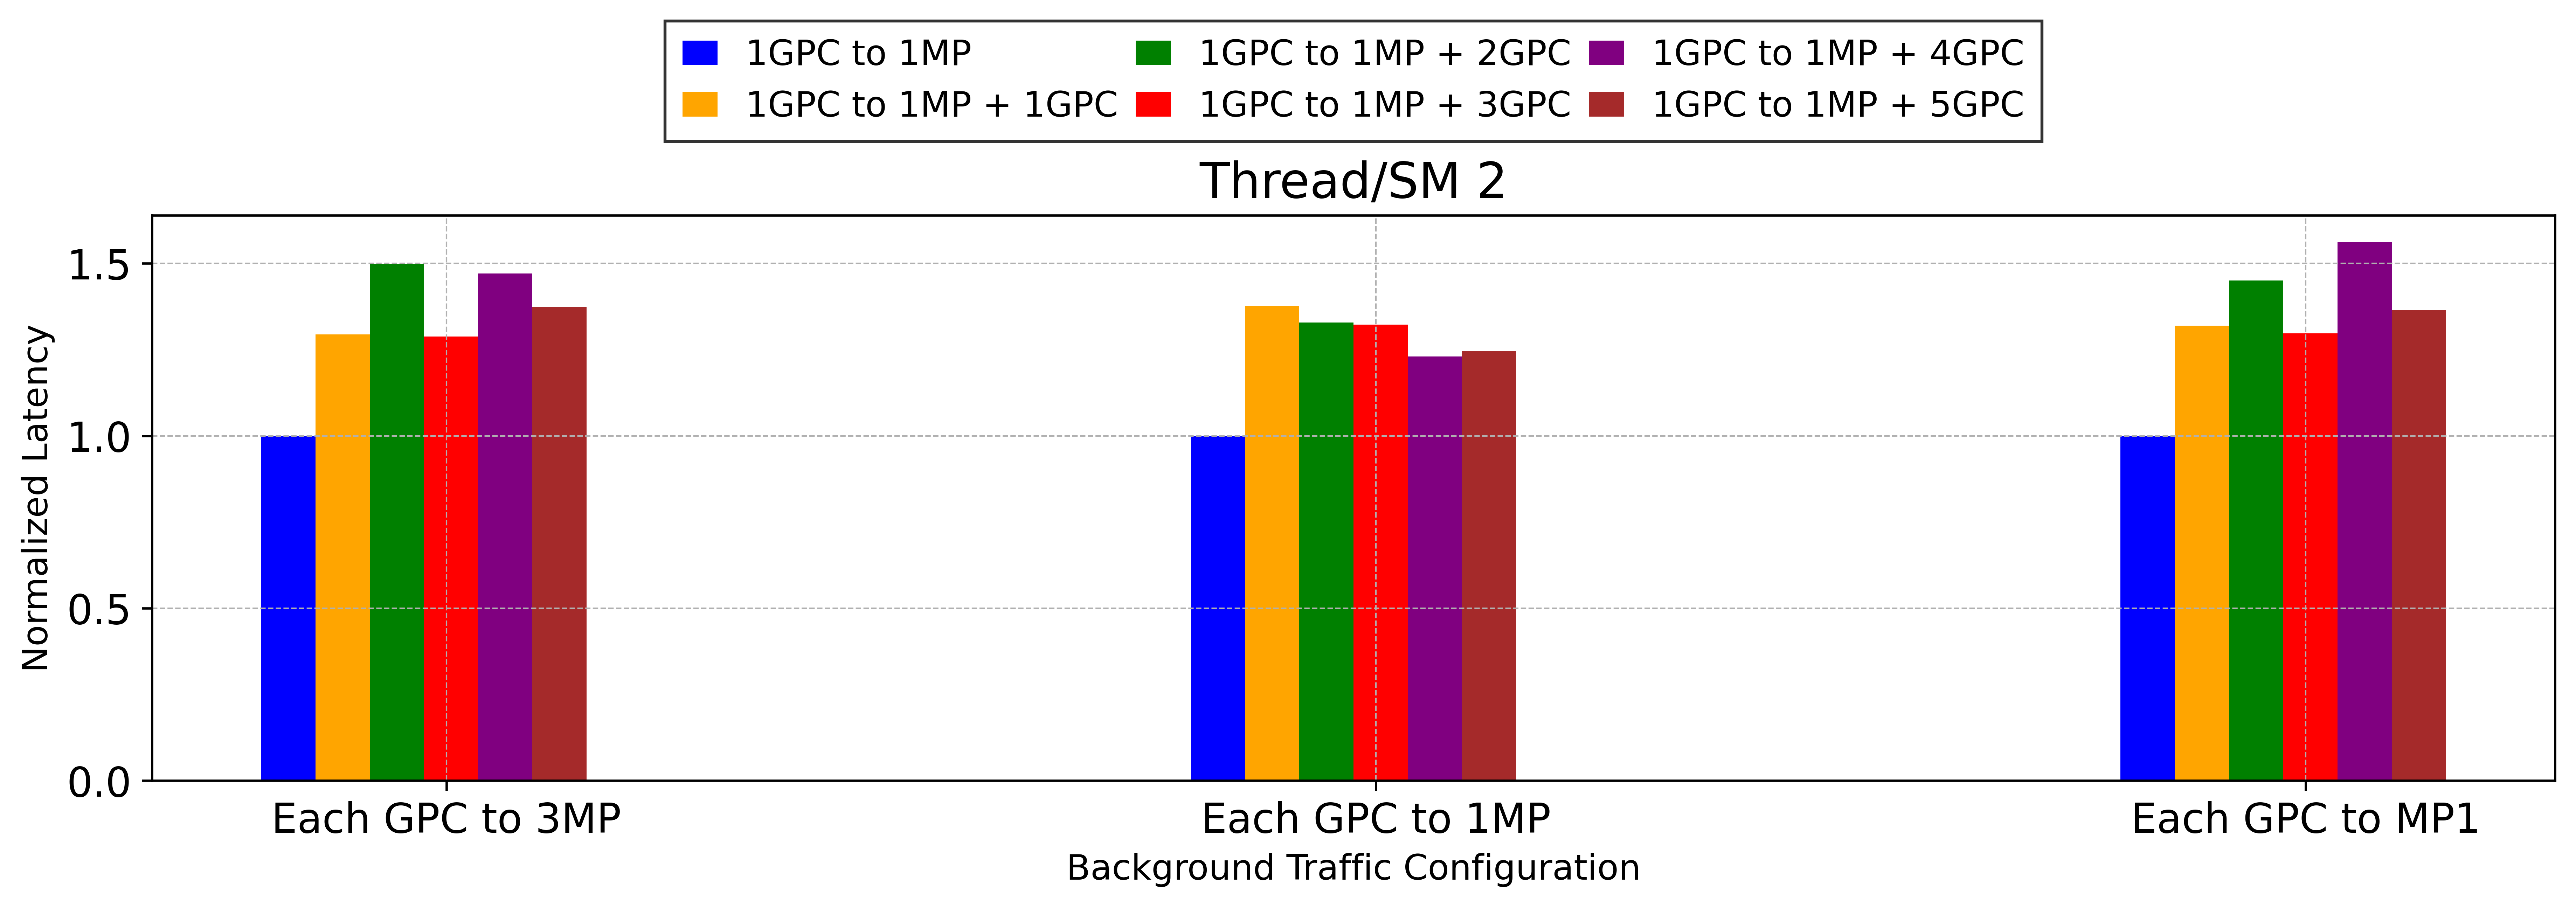 1GPC to 1MP
1GPC to 1MP + 1GPC
1GPC to 1MP + 2GPC
1GPC to 1MP + 3GPC
1GPC to 1MP + 4GPC
1GPC to 1MP + 5GPC
Thread/SM 2
Normalized Latency
1.5
1.0
0.5
0.0
Each GPC to 3MP
Each GPC to 1MP
Each GPC to MP1
Background Traffic Configuration